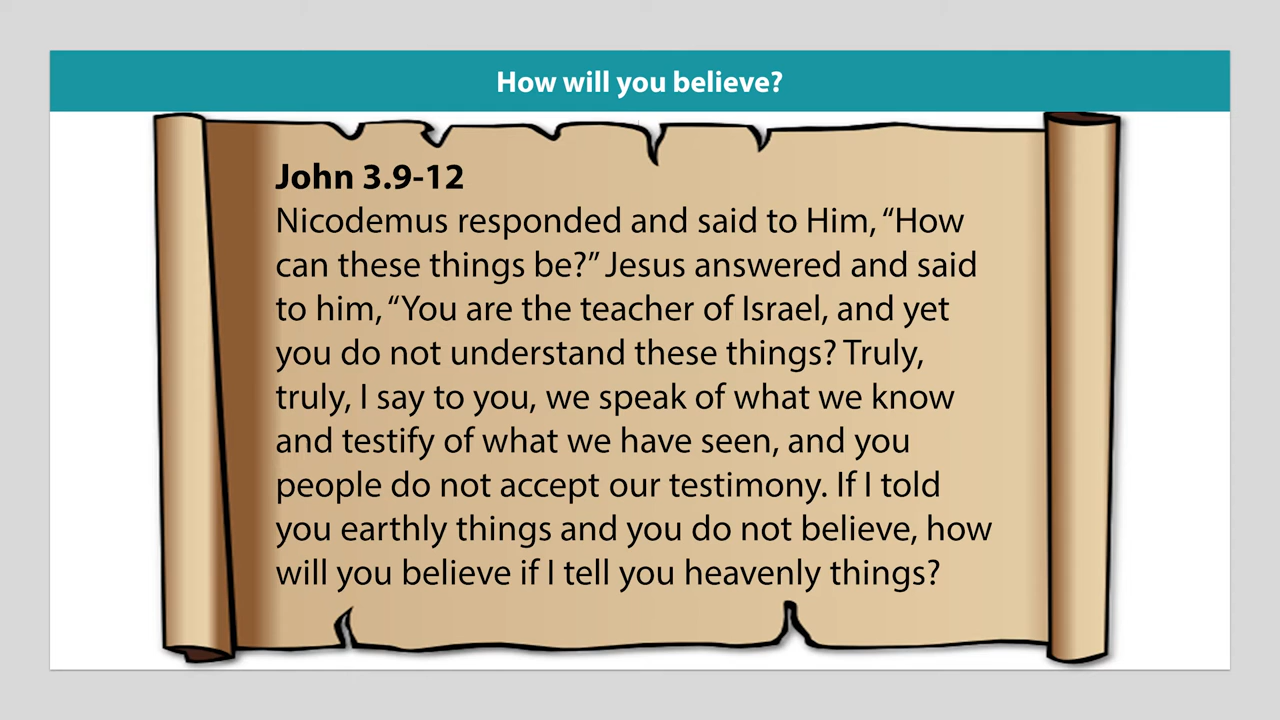 How will you believe?
John 3.9-12
Nicodemus responded and said to Him, “How
can these things be?” Jesus answered and said
to him, “You are the teacher of Israel, and yet
you do not understand these things? Truly,
truly, I say to you, we speak of what we know
and testify of what we have seen, and you
people do not accept our testimony. If I told
you earthly things and you do not believe, how
will you believe if I tell you heavenly things?